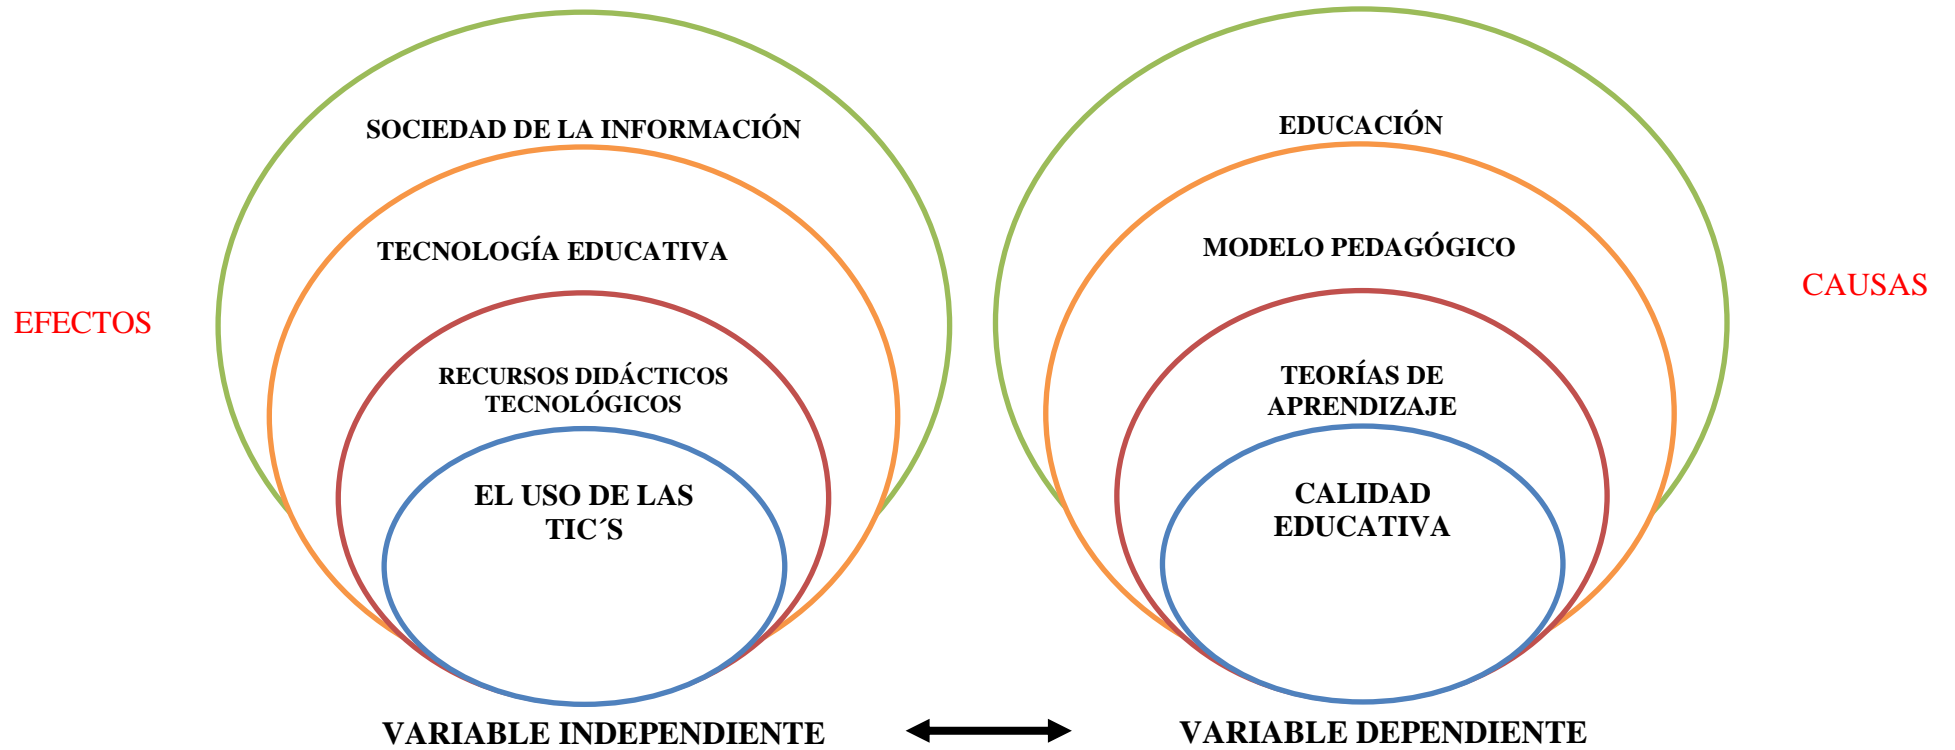 SOCIEDAD DE LA INFORMACIÓN
TECNOLOGÍA EDUCATIVA
EFECTOS
RECURSOS DIDÁCTICOS
TECNOLÓGICOS
EL USO DE LAS
TIC´S
VARIABLE INDEPENDIENTE
EDUCACIÓN
MODELO PEDAGÓGICO
CAUSAS
TEORÍAS DE
APRENDIZAJE
CALIDAD
EDUCATIVA
VARIABLE DEPENDIENTE